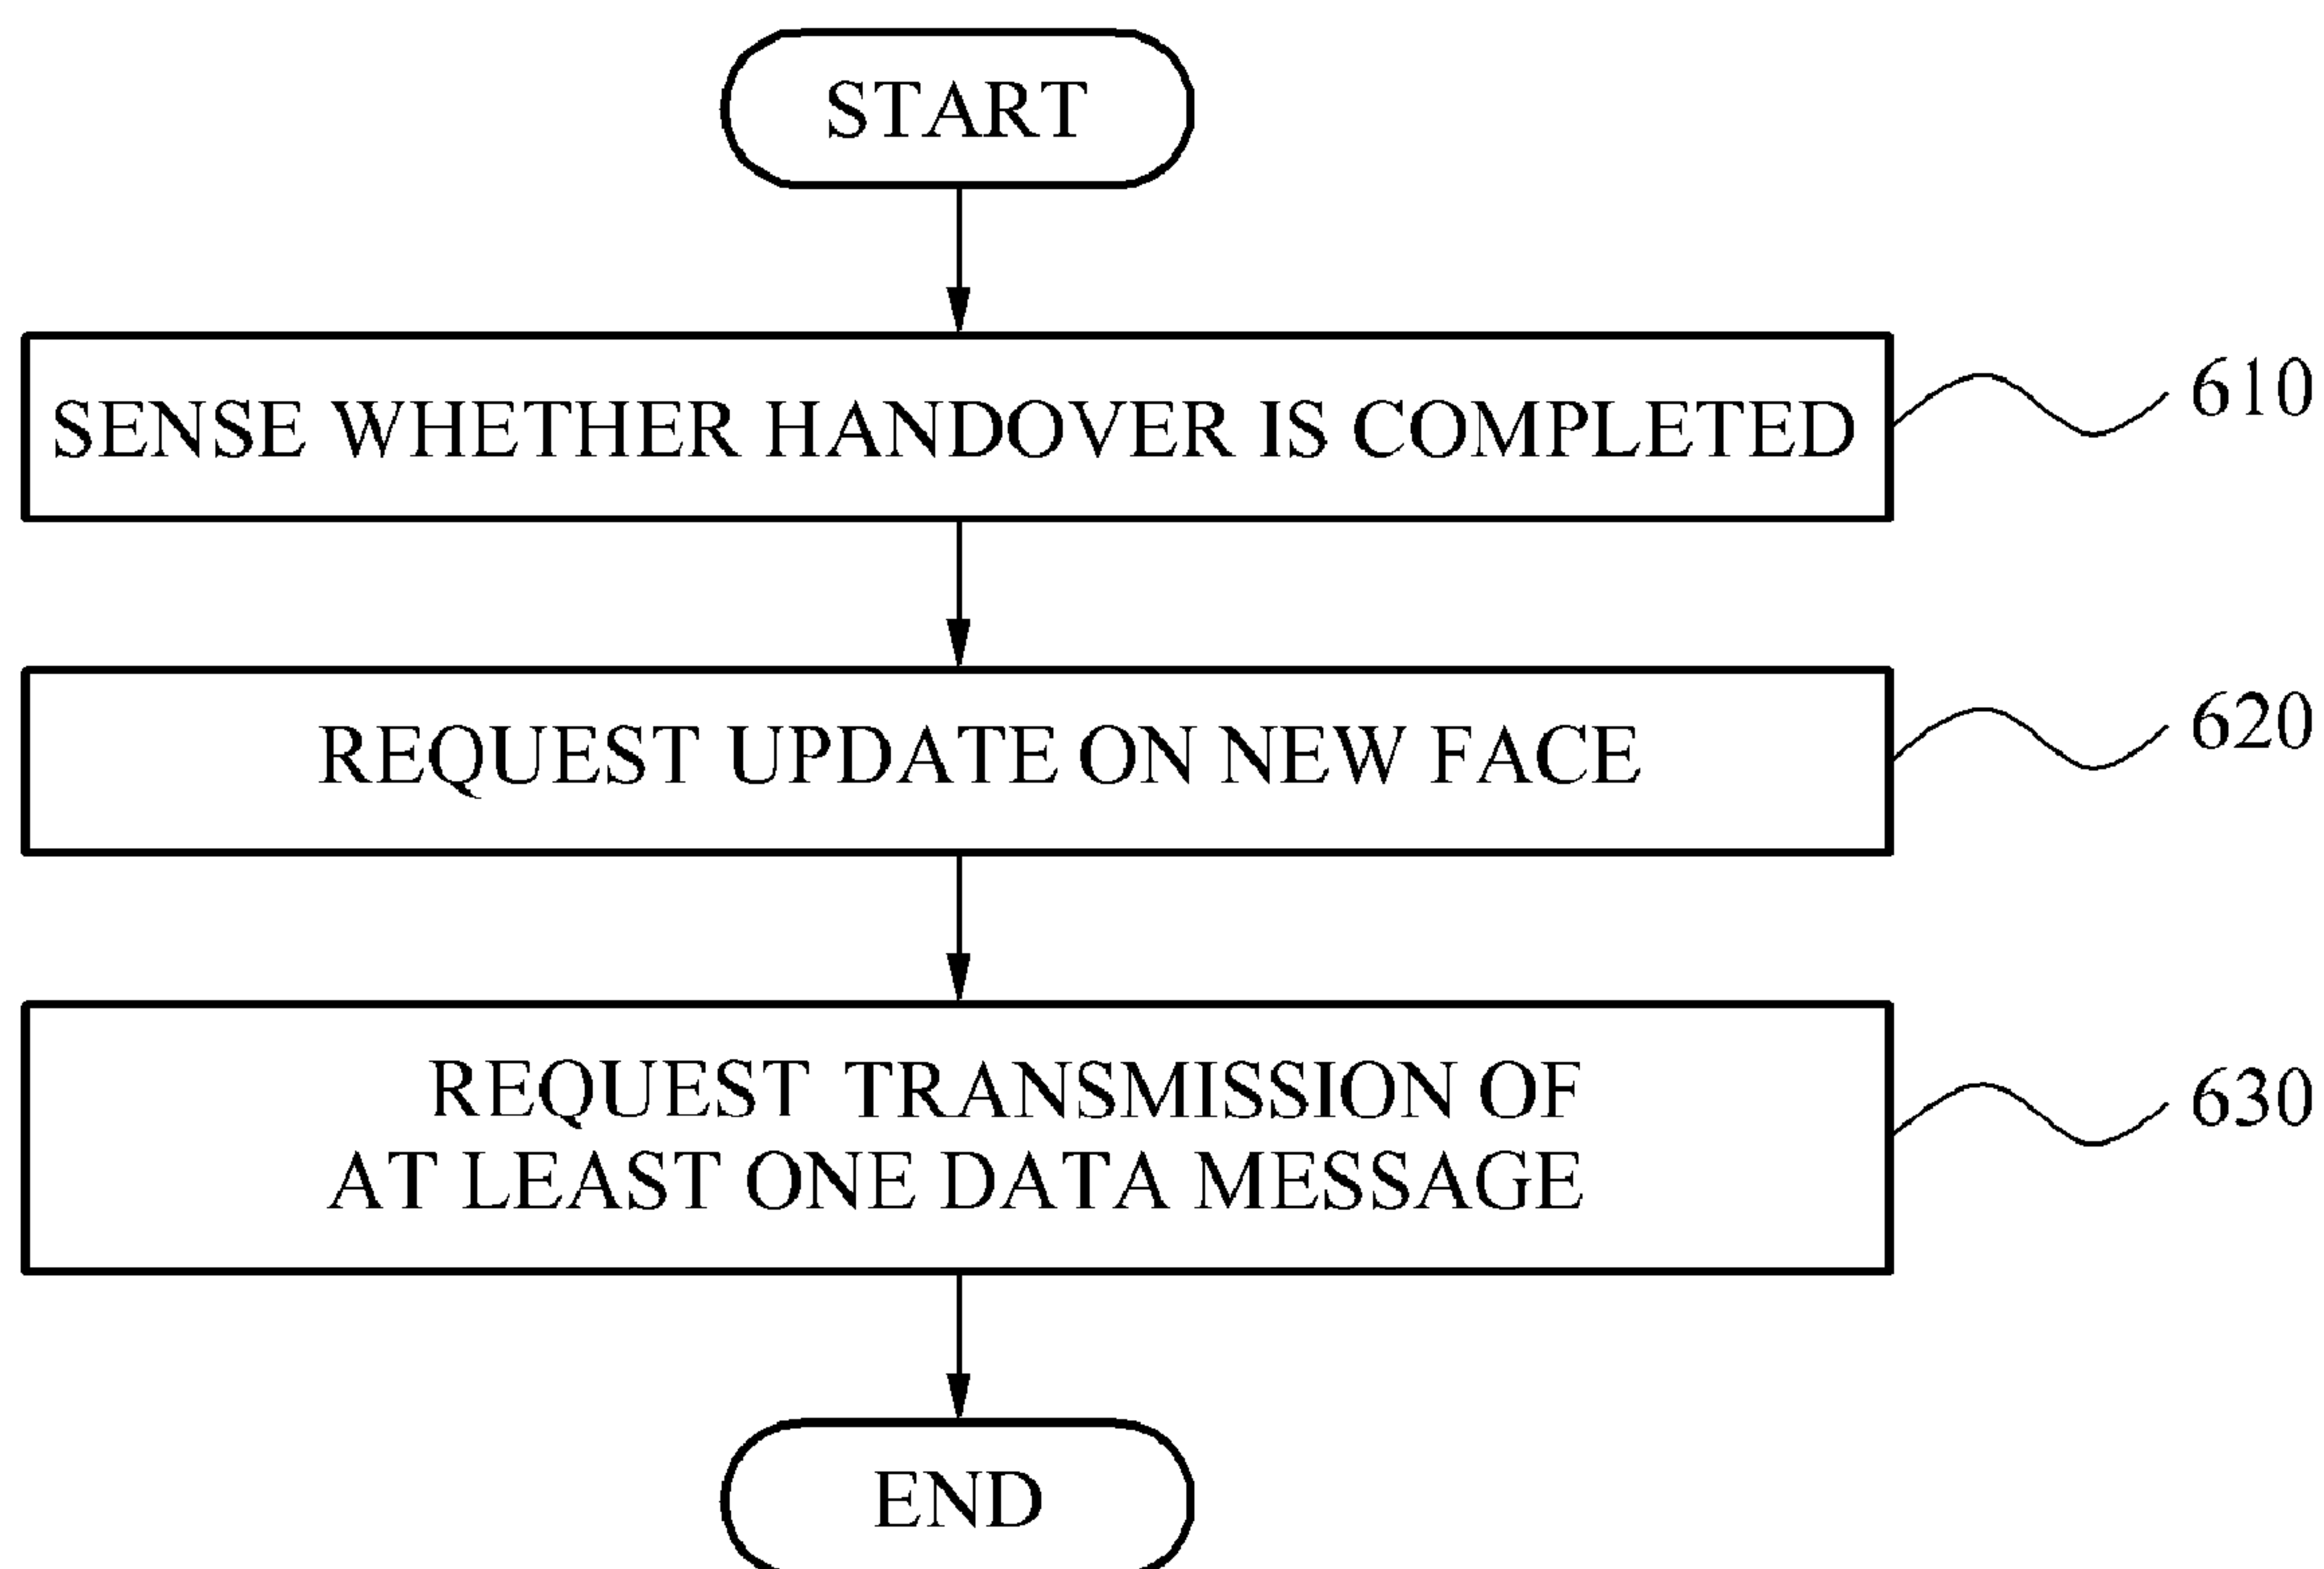 START
SENSE WHETHER HANDOVER IS COMPLETED
610
REQUEST UPDATE ON NEW FACE
620
REQUEST TRANSMISSION OF
AT LEAST ONE DATA MESSAGE
630
END